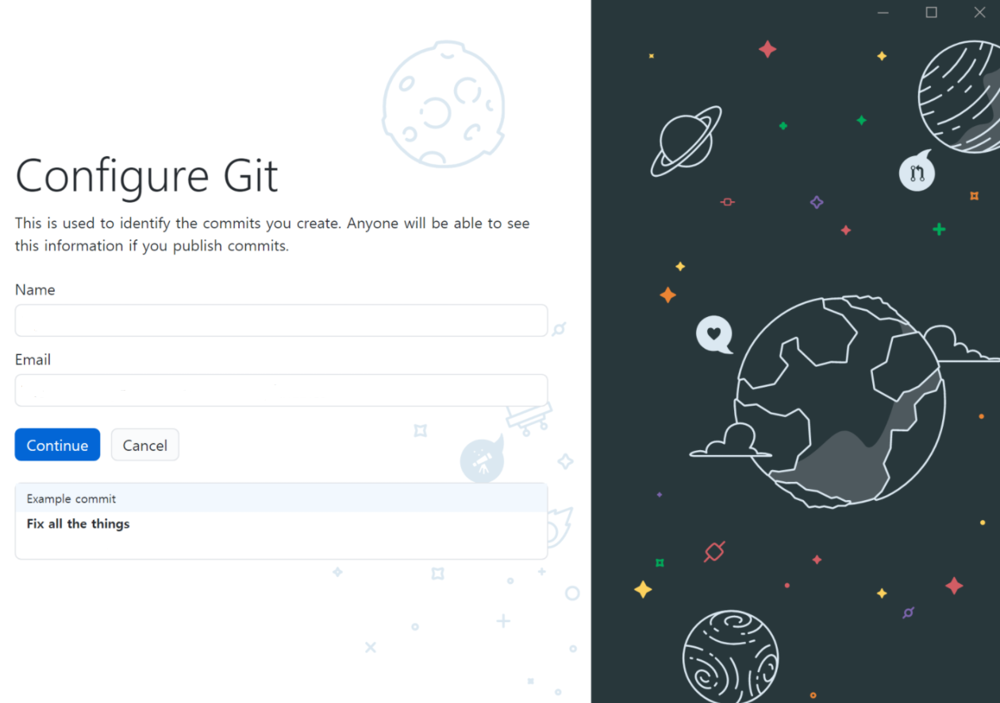 Configure Git
This is used to identify the commits you create. Anyone will be able to see
this information if you publish commits.
Name
Email
Continue
Cancel
Example commit
Fix all the things